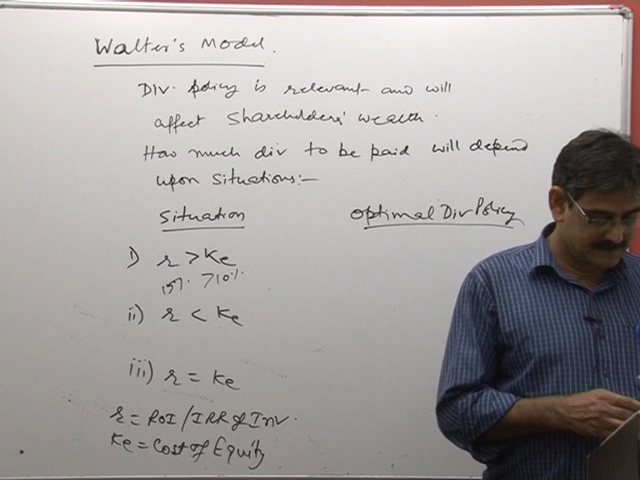 Walter's Model.
Div. policy is relevant and will
affect Shareholders' wealth.
How much div to be paid will depend
upon situations:-
Situation Optimal Div Policy
i) r > Ke
15% > 10%
ii) r < Ke
iii) r = Ke
r = ROI / IRR of Inv.
Ke = Cost of Equity